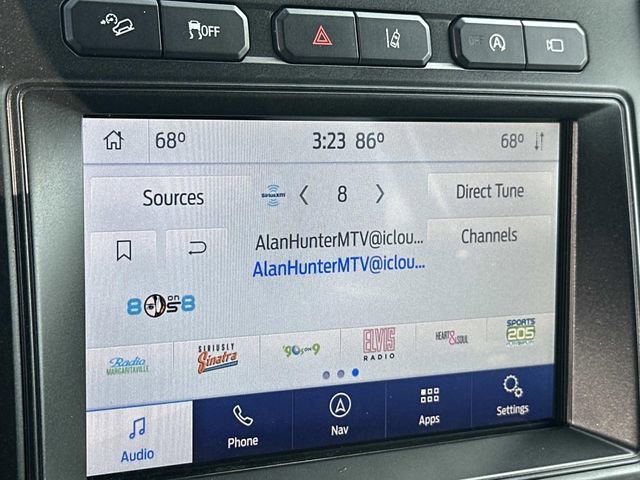 OFF
OFF
68° 3:23 86° 68°
Sources
SiriusXM
8
Direct Tune
AlanHunterMTV@iclou...
AlanHunterMTV@iclou...
Channels
80s on 8
Radio MARGARITAVILLE
SIRIUSLY Sinatra
'90s on 9
ELVIS RADIO
HEART & SOUL
SPORTS 205
Audio
Phone
Nav
Apps
Settings